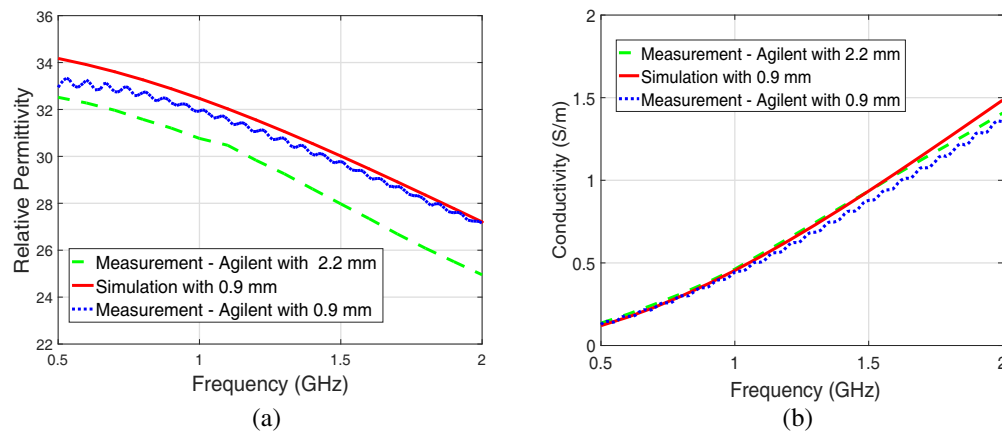 36
34
32
30
28
26
24
22
0.5
1
1.5
2
Relative Permittivity
Frequency (GHz)
Measurement - Agilent with 2.2 mm
Simulation with 0.9 mm
Measurement - Agilent with 0.9 mm
(a)
2
1.5
1
0.5
0
0.5
1
1.5
2
Conductivity (S/m)
Frequency (GHz)
Measurement - Agilent with 2.2 mm
Simulation with 0.9 mm
Measurement - Agilent with 0.9 mm
(b)